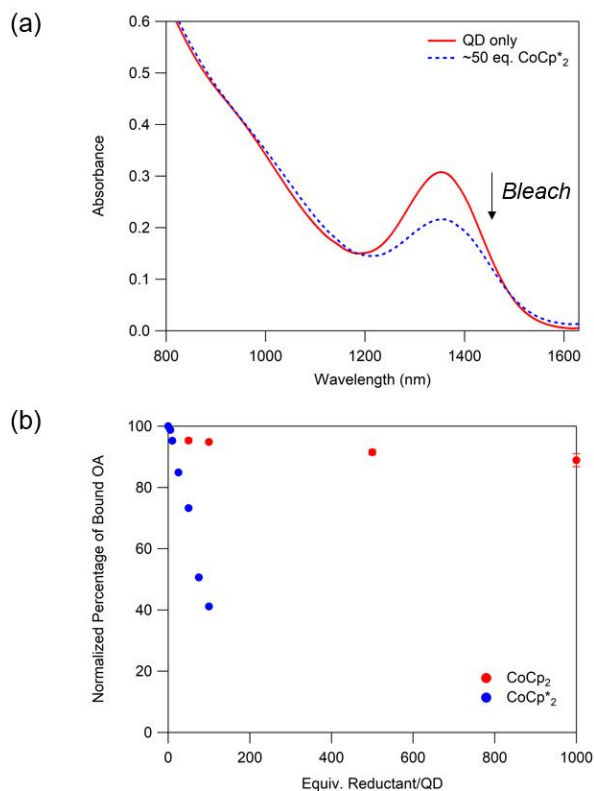 (a)
0.6
0.5
0.4
0.3
0.2
0.1
0.0
Absorbance
QD only
~50 eq. CoCp*₂
Bleach
800 1000 1200 1400 1600
Wavelength (nm)
(b)
100
80
60
40
20
0
Normalized Percentage of Bound OA
CoCp₂
CoCp*₂
0 200 400 600 800 1000
Equiv. Reductant/QD